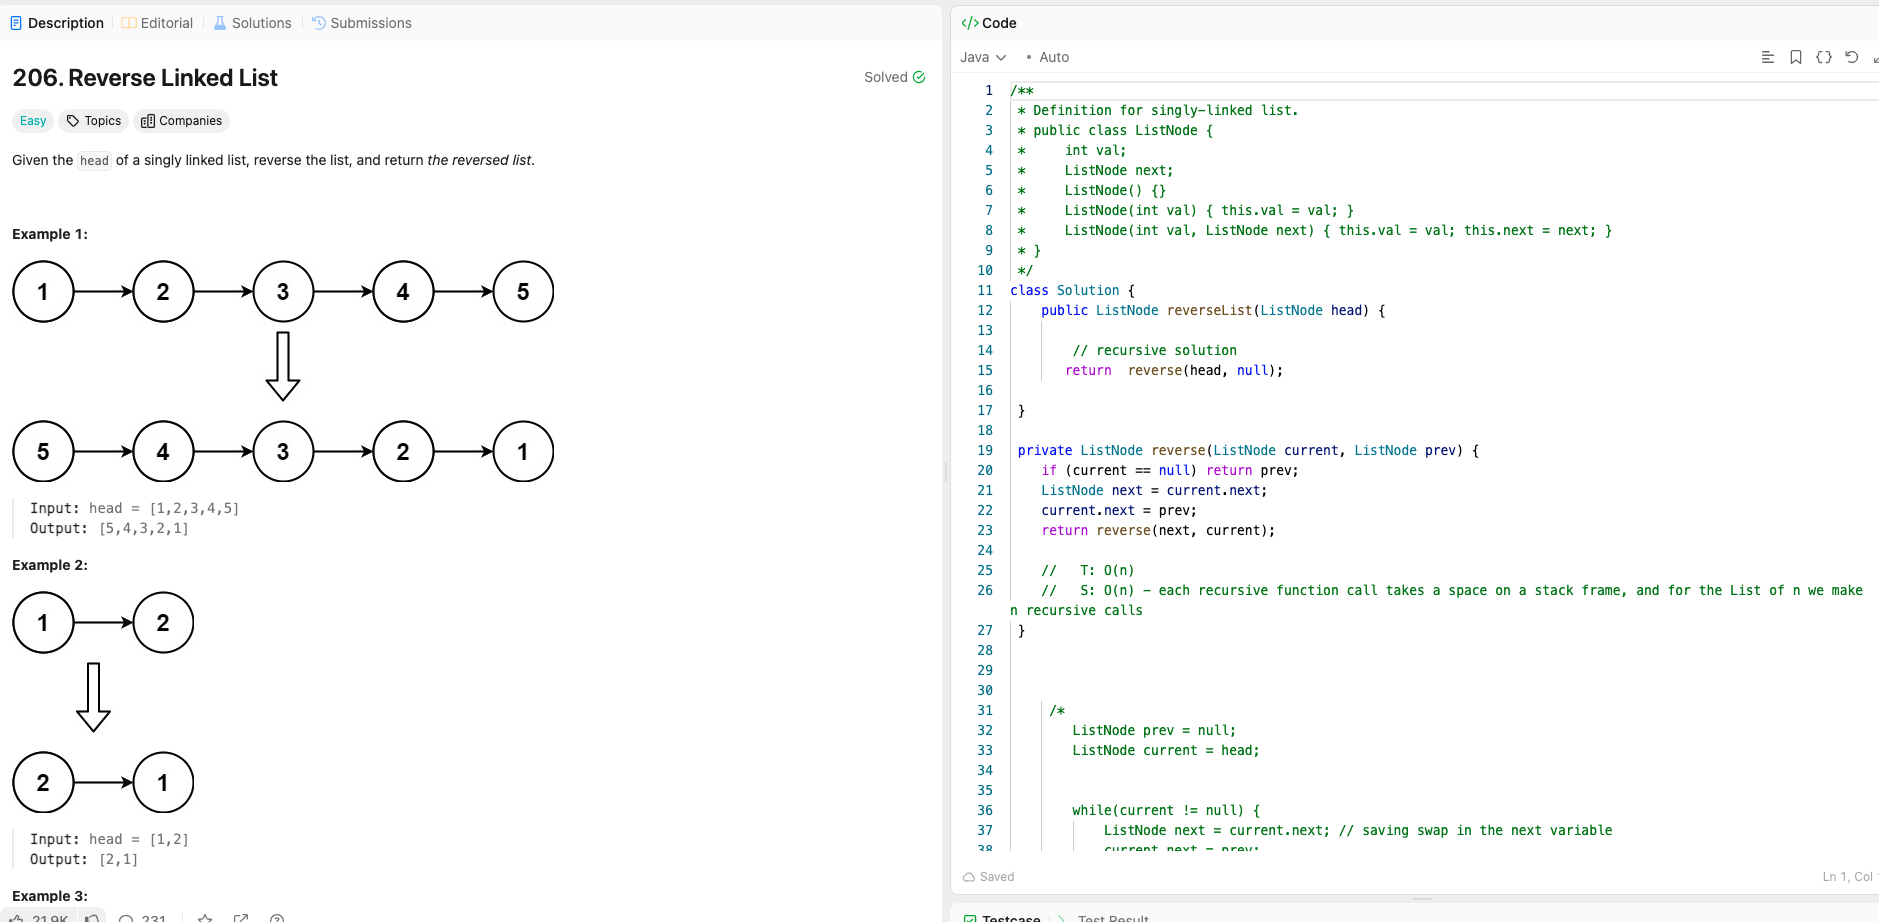 Description
Editorial
Solutions
Submissions
206. Reverse Linked List
Solved
Easy
Topics
Companies
Given the head of a singly linked list, reverse the list, and return the reversed list.
Example 1:
1 2 3 4 5
5 4 3 2 1
Input: head = [1,2,3,4,5]
Output: [5,4,3,2,1]
Example 2:
1 2
2 1
Input: head = [1,2]
Output: [2,1]
Example 3:
21.9K
231
</> Code
Java
• Auto
1 /**
2 * Definition for singly-linked list.
3 * public class ListNode {
4 *     int val;
5 *     ListNode next;
6 *     ListNode() {}
7 *     ListNode(int val) { this.val = val; }
8 *     ListNode(int val, ListNode next) { this.val = val; this.next = next; }
9 * }
10 */
11 class Solution {
12     public ListNode reverseList(ListNode head) {
13
14         // recursive solution
15        return  reverse(head, null);
16
17 }
18
19 private ListNode reverse(ListNode current, ListNode prev) {
20    if (current == null) return prev;
21    ListNode next = current.next;
22    current.next = prev;
23    return reverse(next, current);
24
25    //   T: O(n)
26    //   S: O(n) - each recursive function call takes a space on a stack frame, and for the List of n we make
n recursive calls
27 }
28
29
30
31     /*
32        ListNode prev = null;
33        ListNode current = head;
34
35
36        while(current != null) {
37            ListNode next = current.next; // saving swap in the next variable
38            current.next = prev;
Saved
Ln 1, Col
Testcase
Test Result